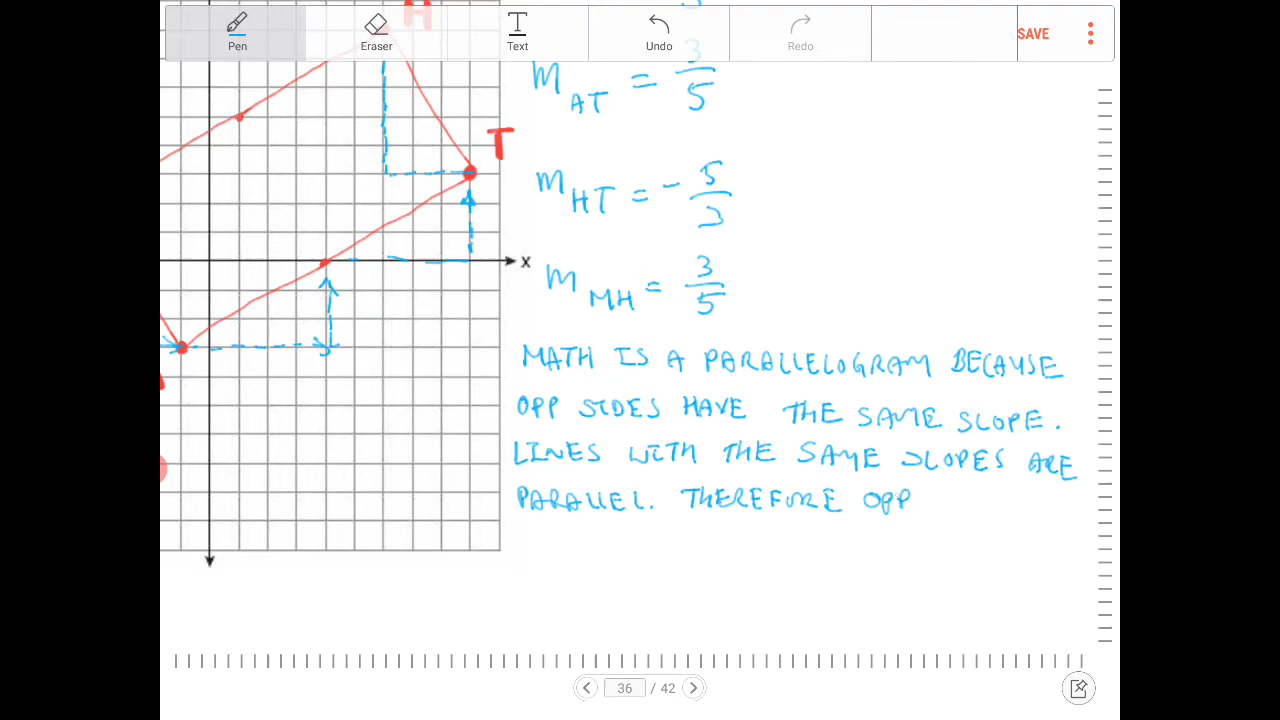 H
Pen
Eraser
Text
Undo
Redo
SAVE
m AT = 3/5
T
m HT = - 5/3
x
m MH = 3/5
MATH IS A PARALLELOGRAM BECAUSE
OPP SIDES HAVE THE SAME SLOPE.
LINES WITH THE SAME SLOPES ARE
PARALLEL. THEREFORE OPP
36 / 42